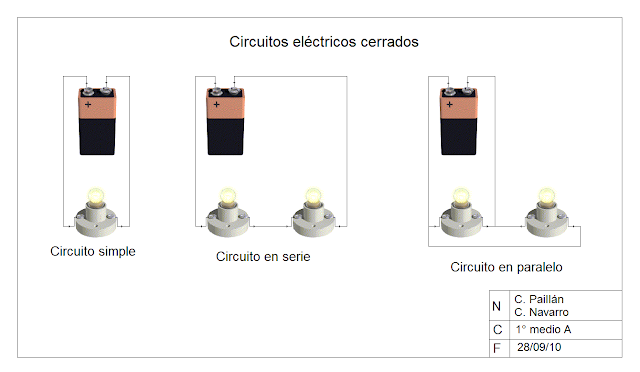 Circuitos eléctricos cerrados
+
+
+
Circuito simple
Circuito en serie
Circuito en paralelo
N C. Paillán
C. Navarro
C 1° medio A
F 28/09/10